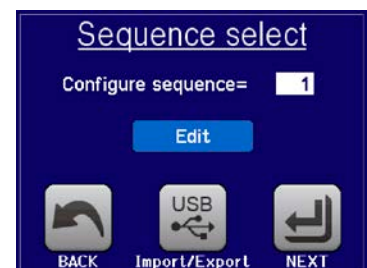 Sequence select
Configure sequence= 1
Edit
USB
BACK Import/Export NEXT